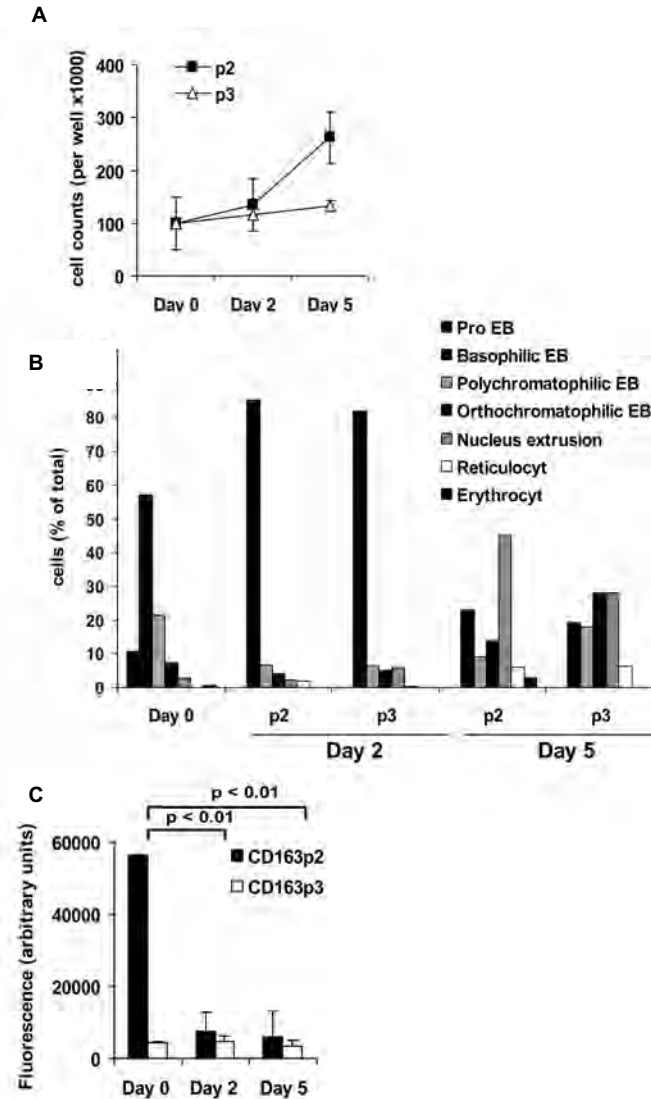 A
cell counts (per well x1000)
400
300
200
100
0
p2
p3
Day 0 Day 2 Day 5
B
cells (% of total)
80
70
60
50
40
30
20
10
0
Pro EB
Basophilic EB
Polychromatophilic EB
Orthochromatophilic EB
Nucleus extrusion
Reticulocyt
Erythrocyt
Day 0 p2 p3 p2 p3
Day 2 Day 5
C
p < 0.01
p < 0.01
Fluorescence (arbitrary units)
60000
40000
20000
0
CD163p2
CD163p3
Day 0 Day 2 Day 5